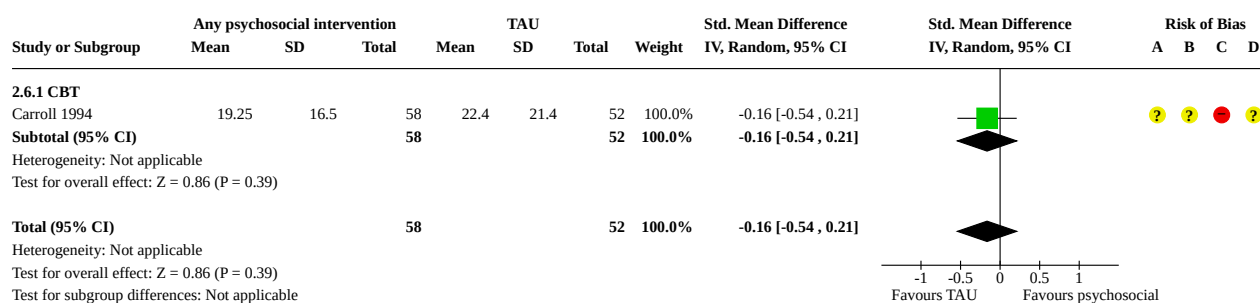 Any psychosocial intervention TAU Std. Mean Difference Std. Mean Difference Risk of Bias
Study or Subgroup Mean SD Total Mean SD Total Weight IV, Random, 95% CI IV, Random, 95% CI A B C D
2.6.1 CBT
Carroll 1994 19.25 16.5 58 22.4 21.4 52 100.0% -0.16 [-0.54 , 0.21] ? ? − ?
Subtotal (95% CI) 58 52 100.0% -0.16 [-0.54 , 0.21]
Heterogeneity: Not applicable
Test for overall effect: Z = 0.86 (P = 0.39)
Total (95% CI) 58 52 100.0% -0.16 [-0.54 , 0.21]
Heterogeneity: Not applicable
Test for overall effect: Z = 0.86 (P = 0.39) -1 -0.5 0 0.5 1
Test for subgroup differences: Not applicable Favours TAU Favours psychosocial